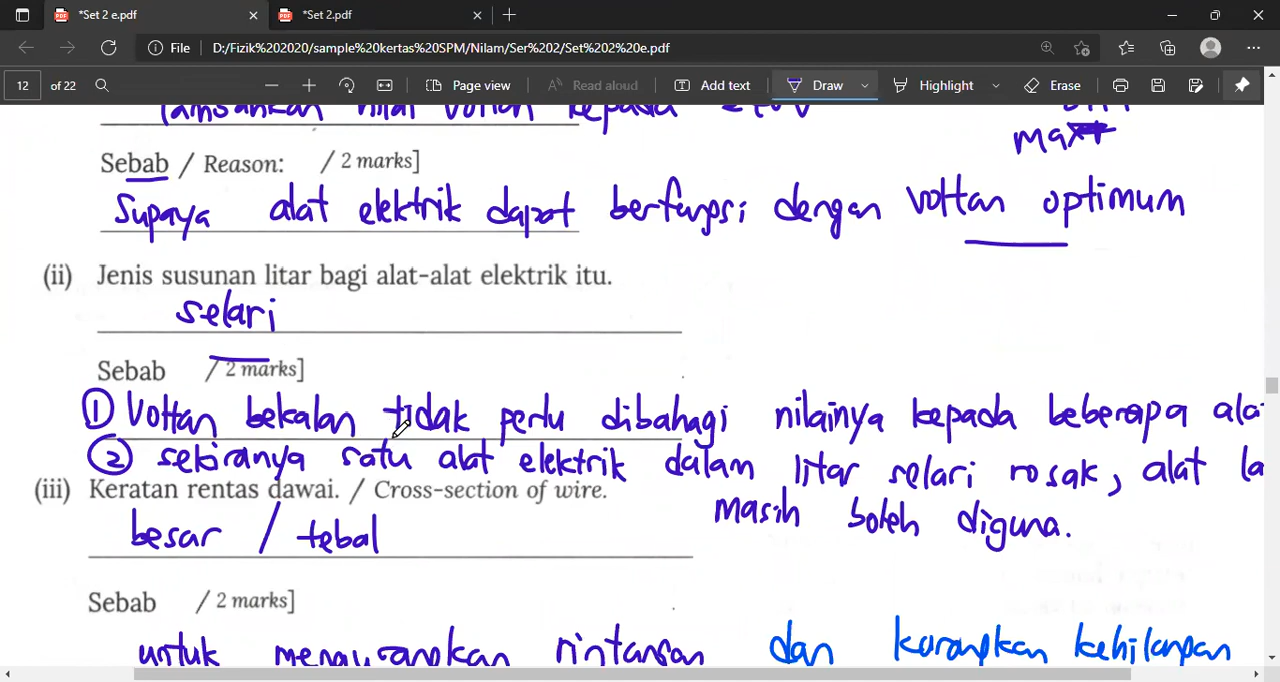 *Set 2 e.pdf
*Set 2.pdf
File D:/Fizik%202020/sample%20kertas%20SPM/Nilam/Ser%202/Set%202%20e.pdf
12 of 22 Page view Read aloud Add text Draw Highlight Erase
nilai voltan kepada
Sebab / Reason: / 2 marks]
Supaya alat elektrik dapat berfungsi dengan voltan optimum
(ii) Jenis susunan litar bagi alat-alat elektrik itu.
selari
Sebab / 2 marks]
① Voltan bekalan tidak perlu dibahagi nilainya kepada beberapa alat
② sekiranya satu alat elektrik dalam litar selari rosak, alat la
(iii) Keratan rentas dawai. / Cross-section of wire.
masih boleh diguna.
besar / tebal
Sebab / 2 marks]
untuk mengurangkan rintangan dan kurangkan kehilangan